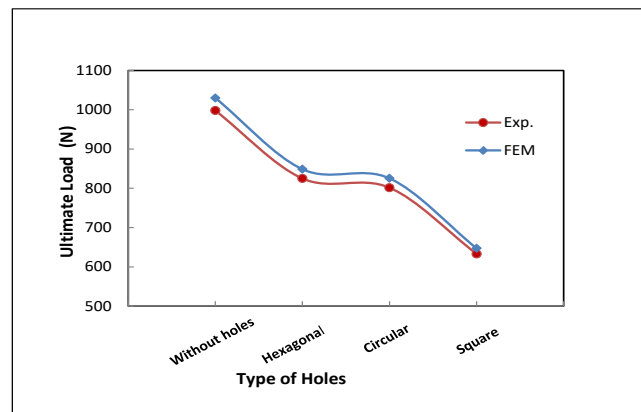 1100
1000
900
800
700
600
500
Ultimate Load (N)
Exp.
FEM
Without holes
Hexagonal
Circular
Square
Type of Holes